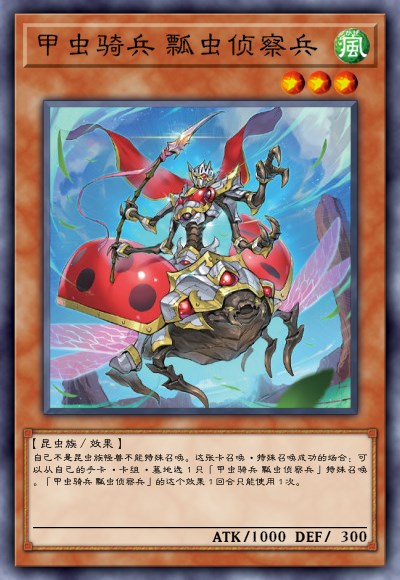 甲虫骑兵 瓢虫侦察兵
風
【昆虫族／效果】
自己不是昆虫族怪兽不能特殊召唤。这张卡召唤·特殊召唤成功的场合：可
以从自己的手卡·卡组·墓地选1只「甲虫骑兵 瓢虫侦察兵」特殊召唤
。「甲虫骑兵 瓢虫侦察兵」的这个效果1回合只能使用1次。
ATK/1000 DEF/ 300